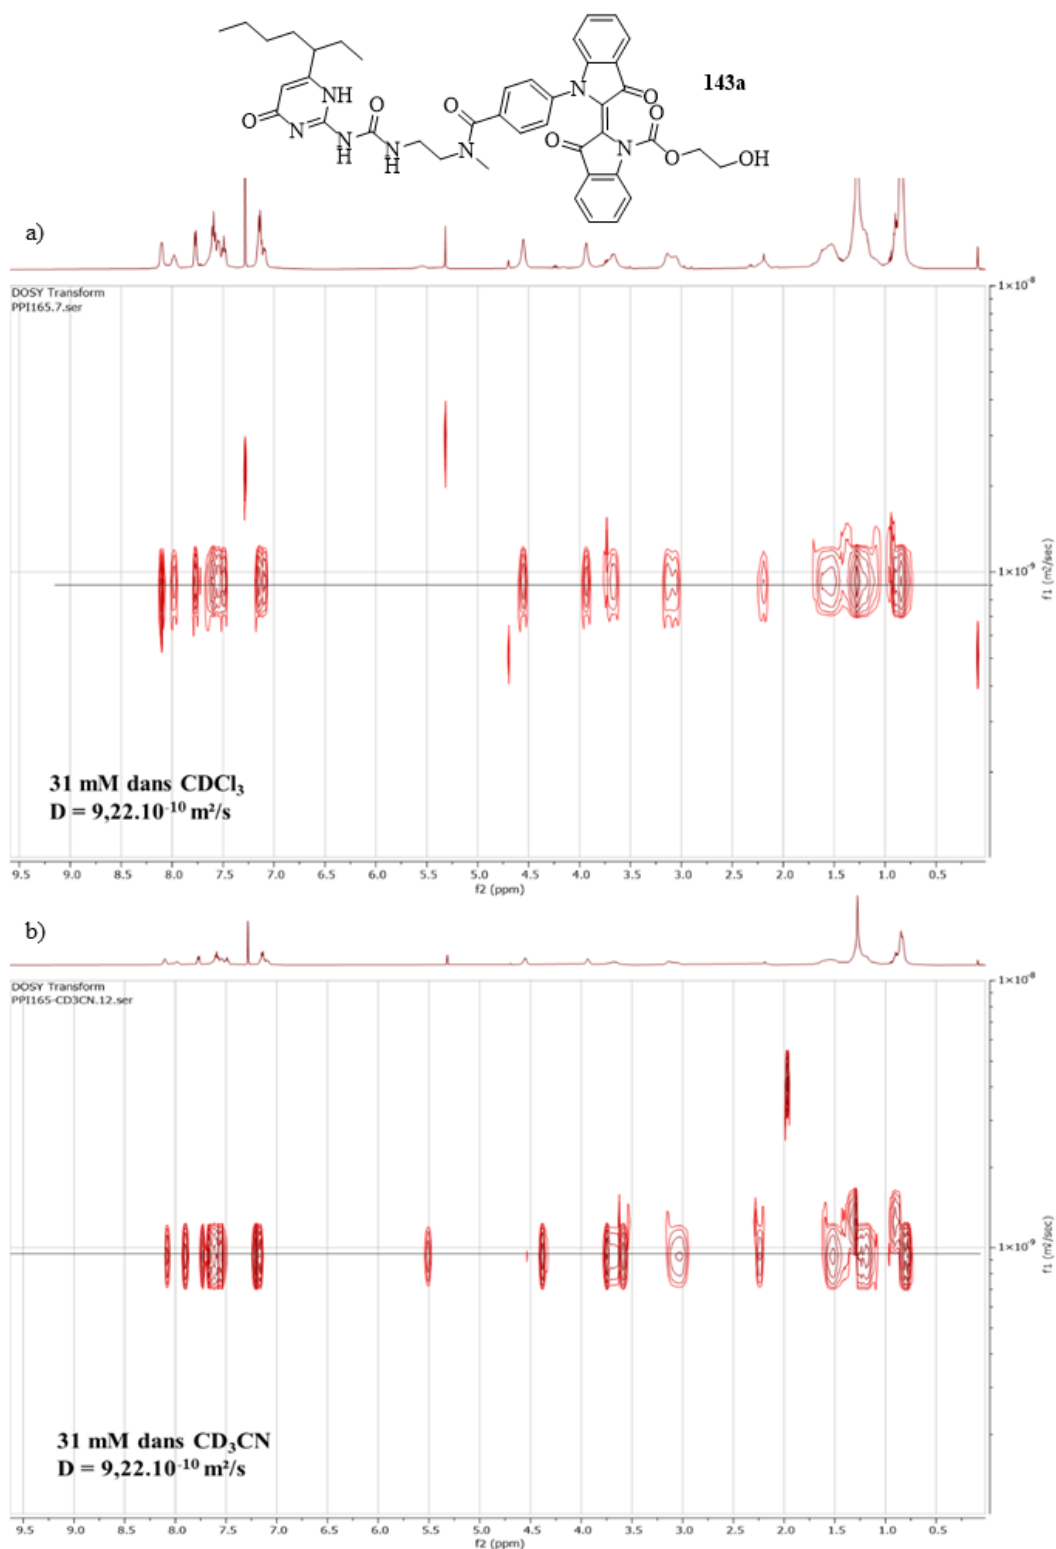 143a
O
NH
N
O
N
N
H
O
N
H
O
N
N
O
O
N
O
O
OH
a)
DOSY Transform
PPI165.7.ser
1×10⁻⁸
1×10⁻⁹
f1 (m2/sec)
31 mM dans CDCl₃
D = 9,22.10⁻¹⁰ m²/s
9.5 9.0 8.5 8.0 7.5 7.0 6.5 6.0 5.5 5.0 4.5 4.0 3.5 3.0 2.5 2.0 1.5 1.0 0.5
f2 (ppm)
b)
DOSY Transform
PPI165-CD3CN.12.ser
1×10⁻⁸
1×10⁻⁹
f1 (m²/sec)
31 mM dans CD₃CN
D = 9,22.10⁻¹⁰ m²/s
9.5 9.0 8.5 8.0 7.5 7.0 6.5 6.0 5.5 5.0 4.5 4.0 3.5 3.0 2.5 2.0 1.5 1.0 0.5
f2 (ppm)